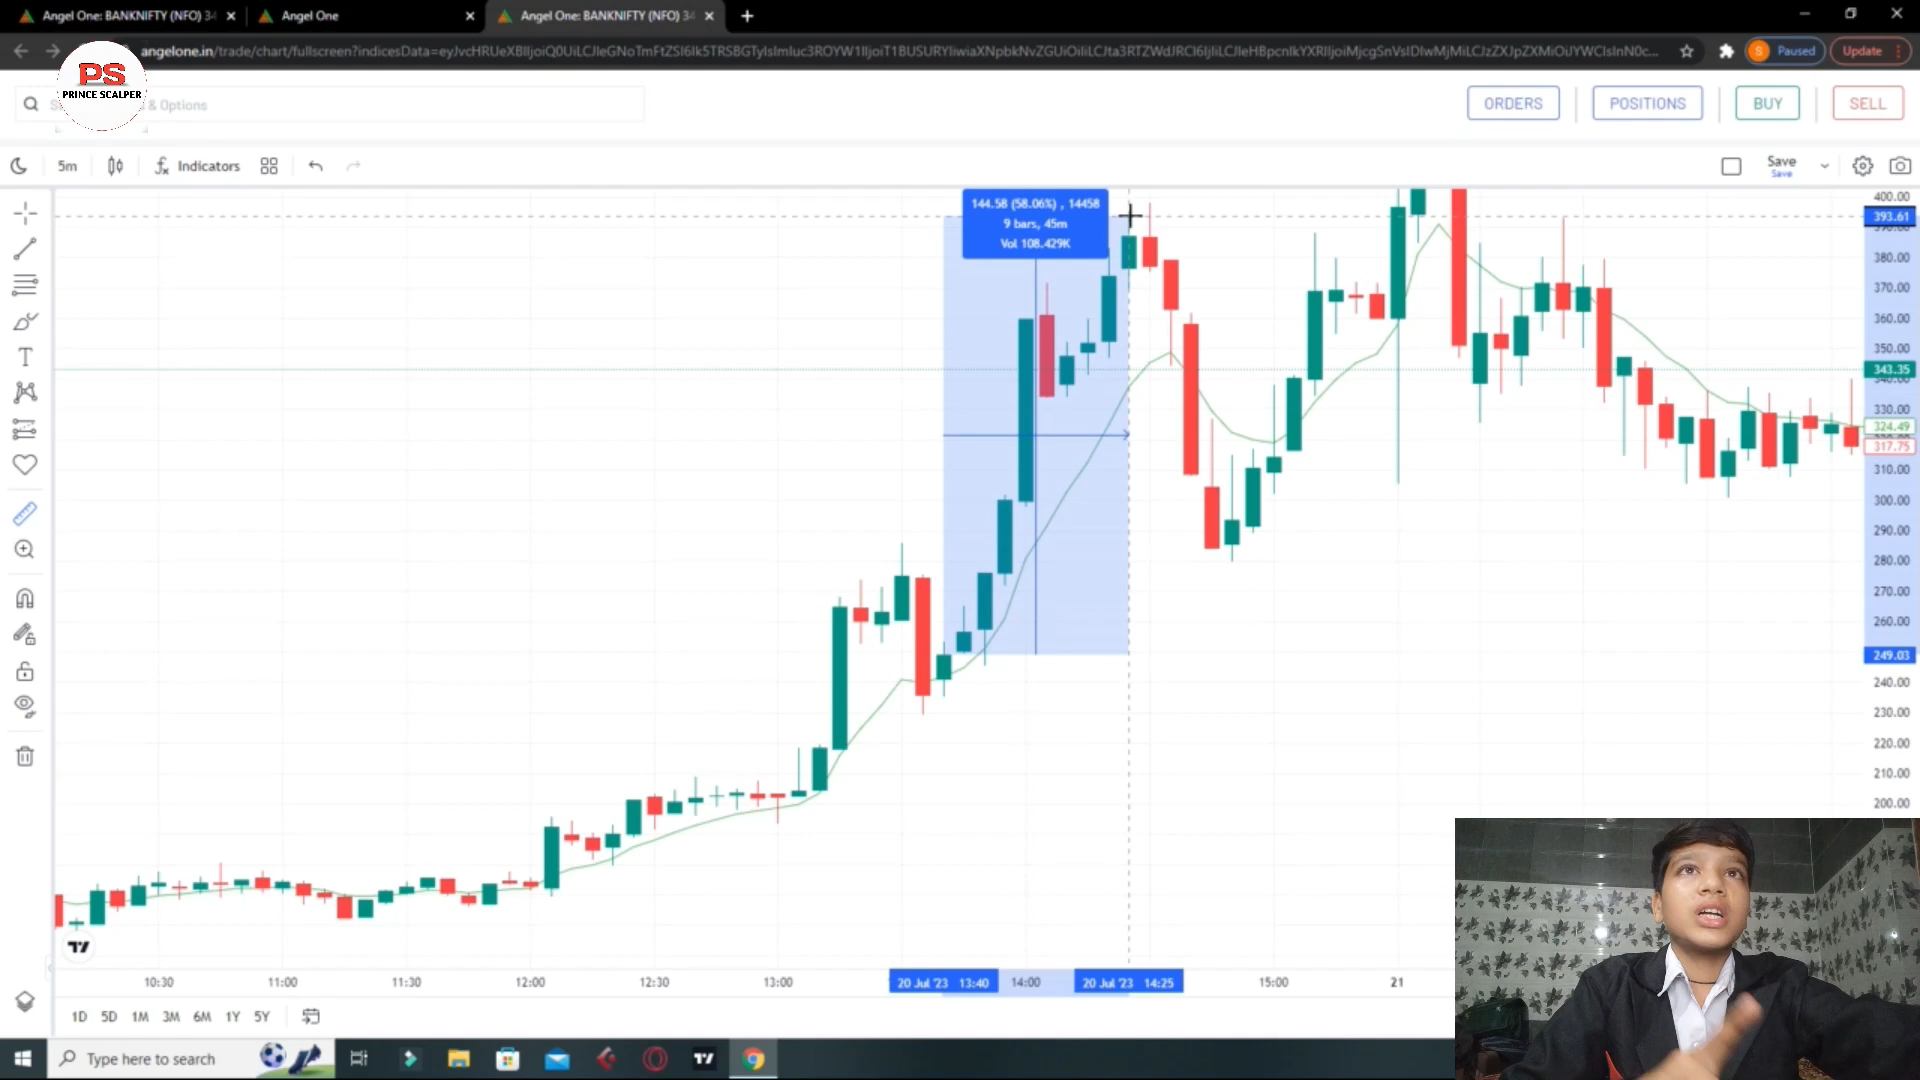 Angel One: BANKNIFTY (NFO) 34
Angel One
Angel One: BANKNIFTY (NFO) 34
Paused
Update
PS
PRINCE SCALPER
& Options
ORDERS
POSITIONS
BUY
SELL
5m
Indicators
Save
Save
144.58 (58.06%) , 14458
9 bars, 45m
Vol 108.429K
400.00
393.61
380.00
370.00
360.00
350.00
343.35
330.00
324.49
317.75
310.00
300.00
290.00
280.00
270.00
260.00
249.03
240.00
230.00
220.00
210.00
200.00
10:30
11:00
11:30
12:00
12:30
13:00
20 Jul '23 13:40
14:00
20 Jul '23 14:25
15:00
21
1D 5D 1M 3M 6M 1Y 5Y
Type here to search